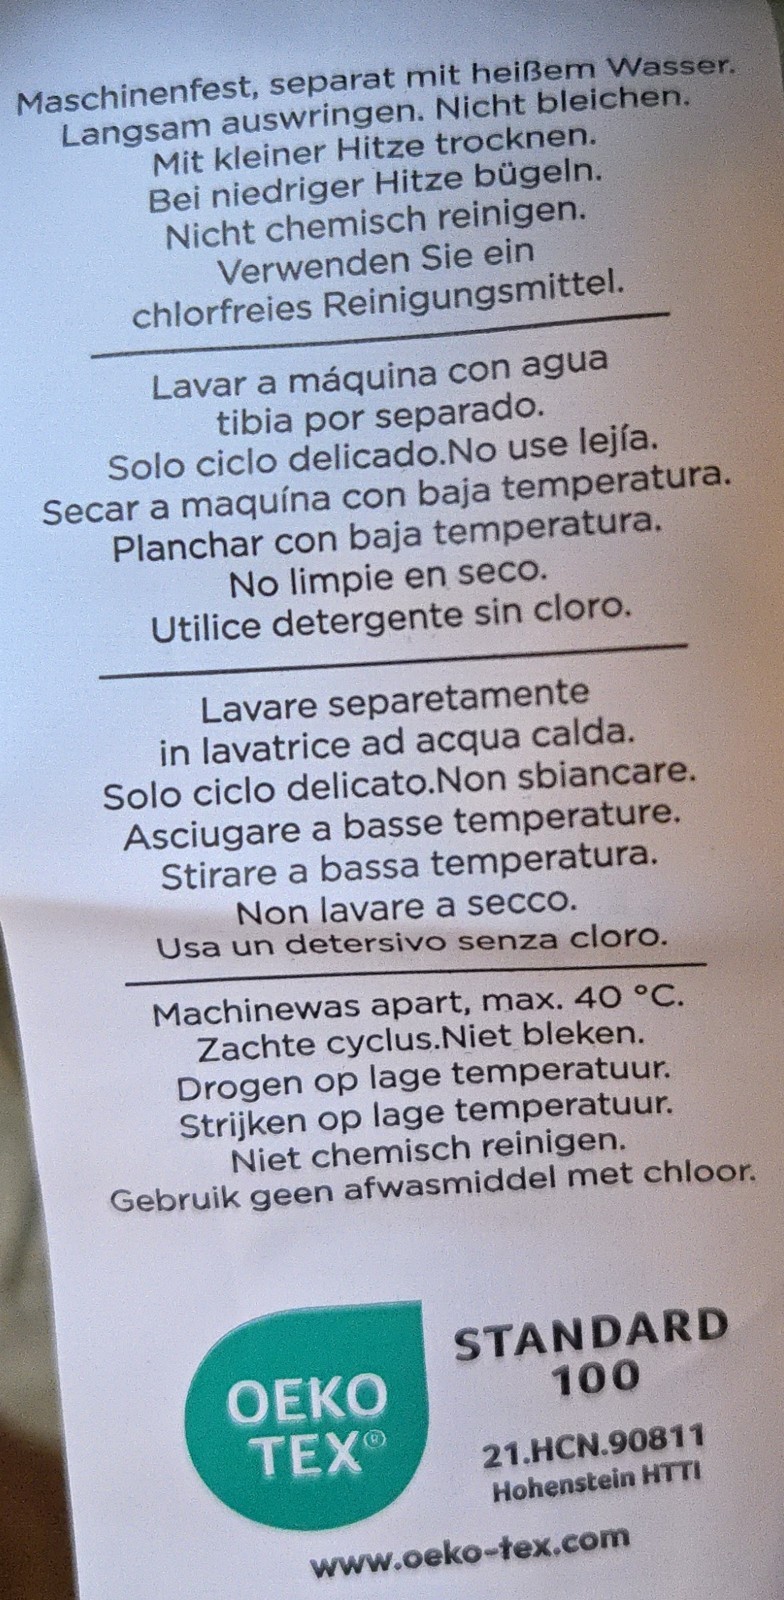 Maschinenfest, separat mit heißem Wasser.
Langsam auswringen. Nicht bleichen.
Mit kleiner Hitze trocknen.
Bei niedriger Hitze bügeln.
Nicht chemisch reinigen.
Verwenden Sie ein
chlorfreies Reinigungsmittel.
Lavar a máquina con agua
tibia por separado.
Solo ciclo delicado.No use lejía.
Secar a maquína con baja temperatura.
Planchar con baja temperatura.
No limpie en seco.
Utilice detergente sin cloro.
Lavare separetamente
in lavatrice ad acqua calda.
Solo ciclo delicato.Non sbiancare.
Asciugare a basse temperature.
Stirare a bassa temperatura.
Non lavare a secco.
Usa un detersivo senza cloro.
Machinewas apart, max. 40 °C.
Zachte cyclus.Niet bleken.
Drogen op lage temperatuur.
Strijken op lage temperatuur.
Niet chemisch reinigen.
Gebruik geen afwasmiddel met chloor.
OEKO
TEX®
STANDARD
100
21.HCN.90811
Hohenstein HTTI
www.oeko-tex.com